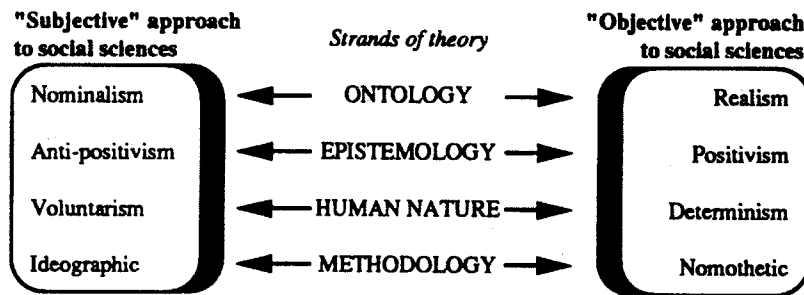 "Subjective" approach
to social sciences
Strands of theory
"Objective" approach
to social sciences
Nominalism ONTOLOGY Realism
Anti-positivism EPISTEMOLOGY Positivism
Voluntarism HUMAN NATURE Determinism
Ideographic METHODOLOGY Nomothetic